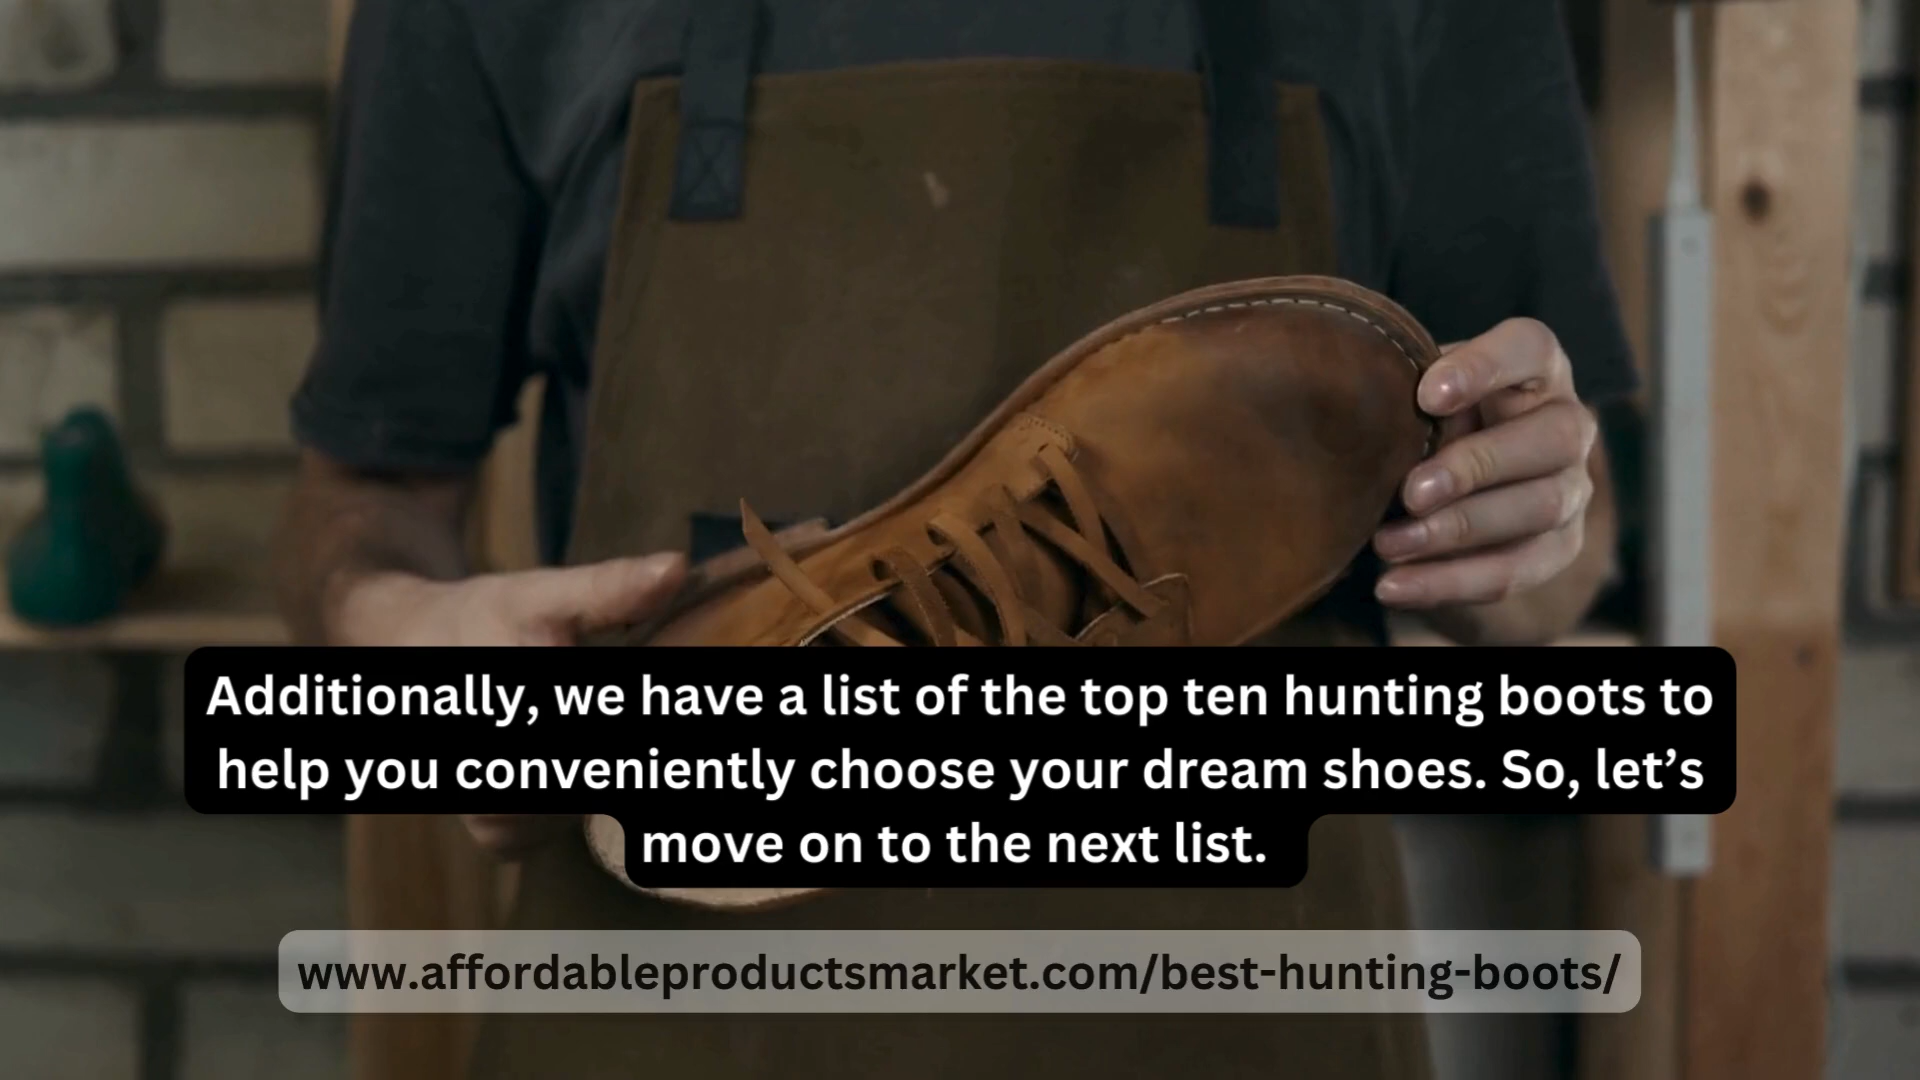 Additionally, we have a list of the top ten hunting boots to
help you conveniently choose your dream shoes. So, let’s
move on to the next list.
www.affordableproductsmarket.com/best-hunting-boots/